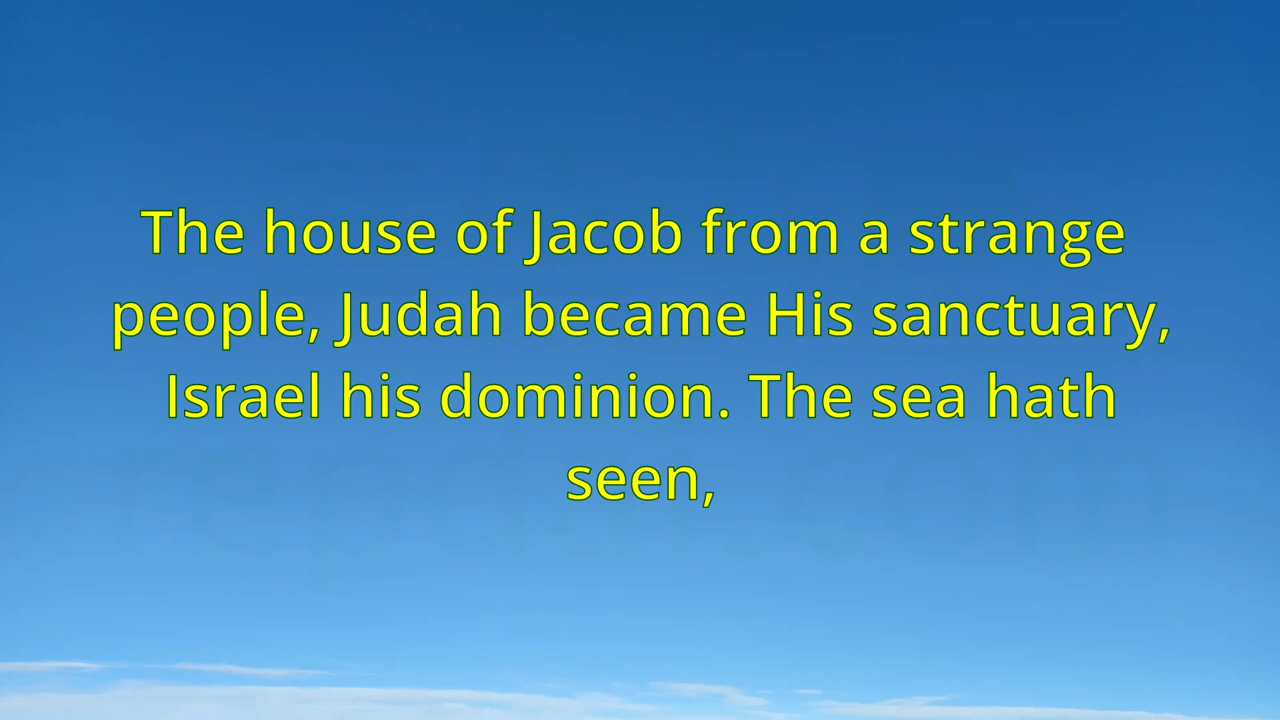 The house of Jacob from a strange
people, Judah became His sanctuary,
Israel his dominion. The sea hath
seen,